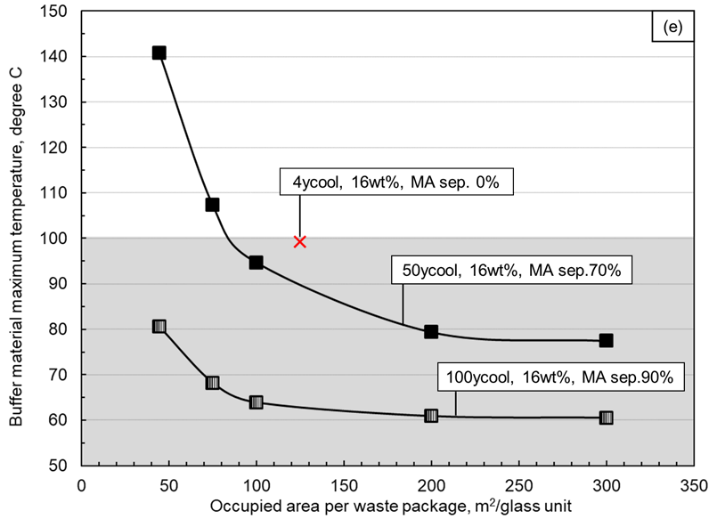 (e)
Buffer material maximum temperature, degree C
150
140
130
120
110
100
90
80
70
60
50
4ycool, 16wt%, MA sep. 0%
50ycool, 16wt%, MA sep.70%
100ycool, 16wt%, MA sep.90%
0 50 100 150 200 250 300 350
Occupied area per waste package, m²/glass unit